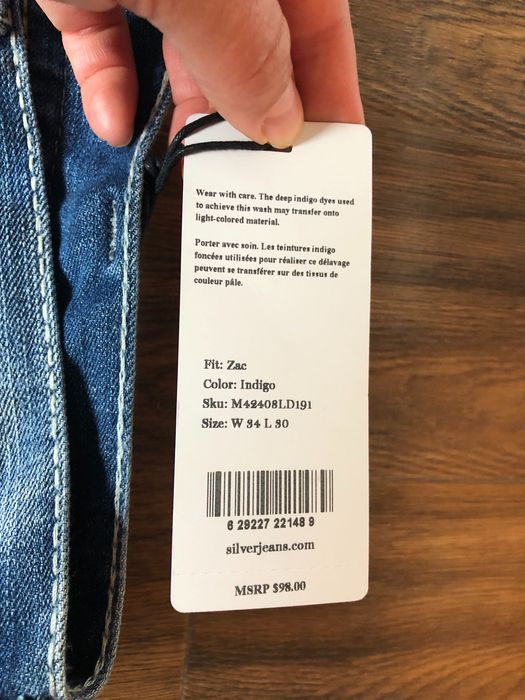 Wear with care. The deep indigo dyes used
to achieve this wash may transfer onto
light-colored material.
Porter avec soin. Les teintures indigo
foncées utilisées pour réaliser ce délavage
peuvent se transférer sur des tissus de
couleur pâle.
Fit: Zac
Color: Indigo
Sku: M42408LD191
Size: W 34 L 30
6 29227 22148 9
silverjeans.com
MSRP $98.00